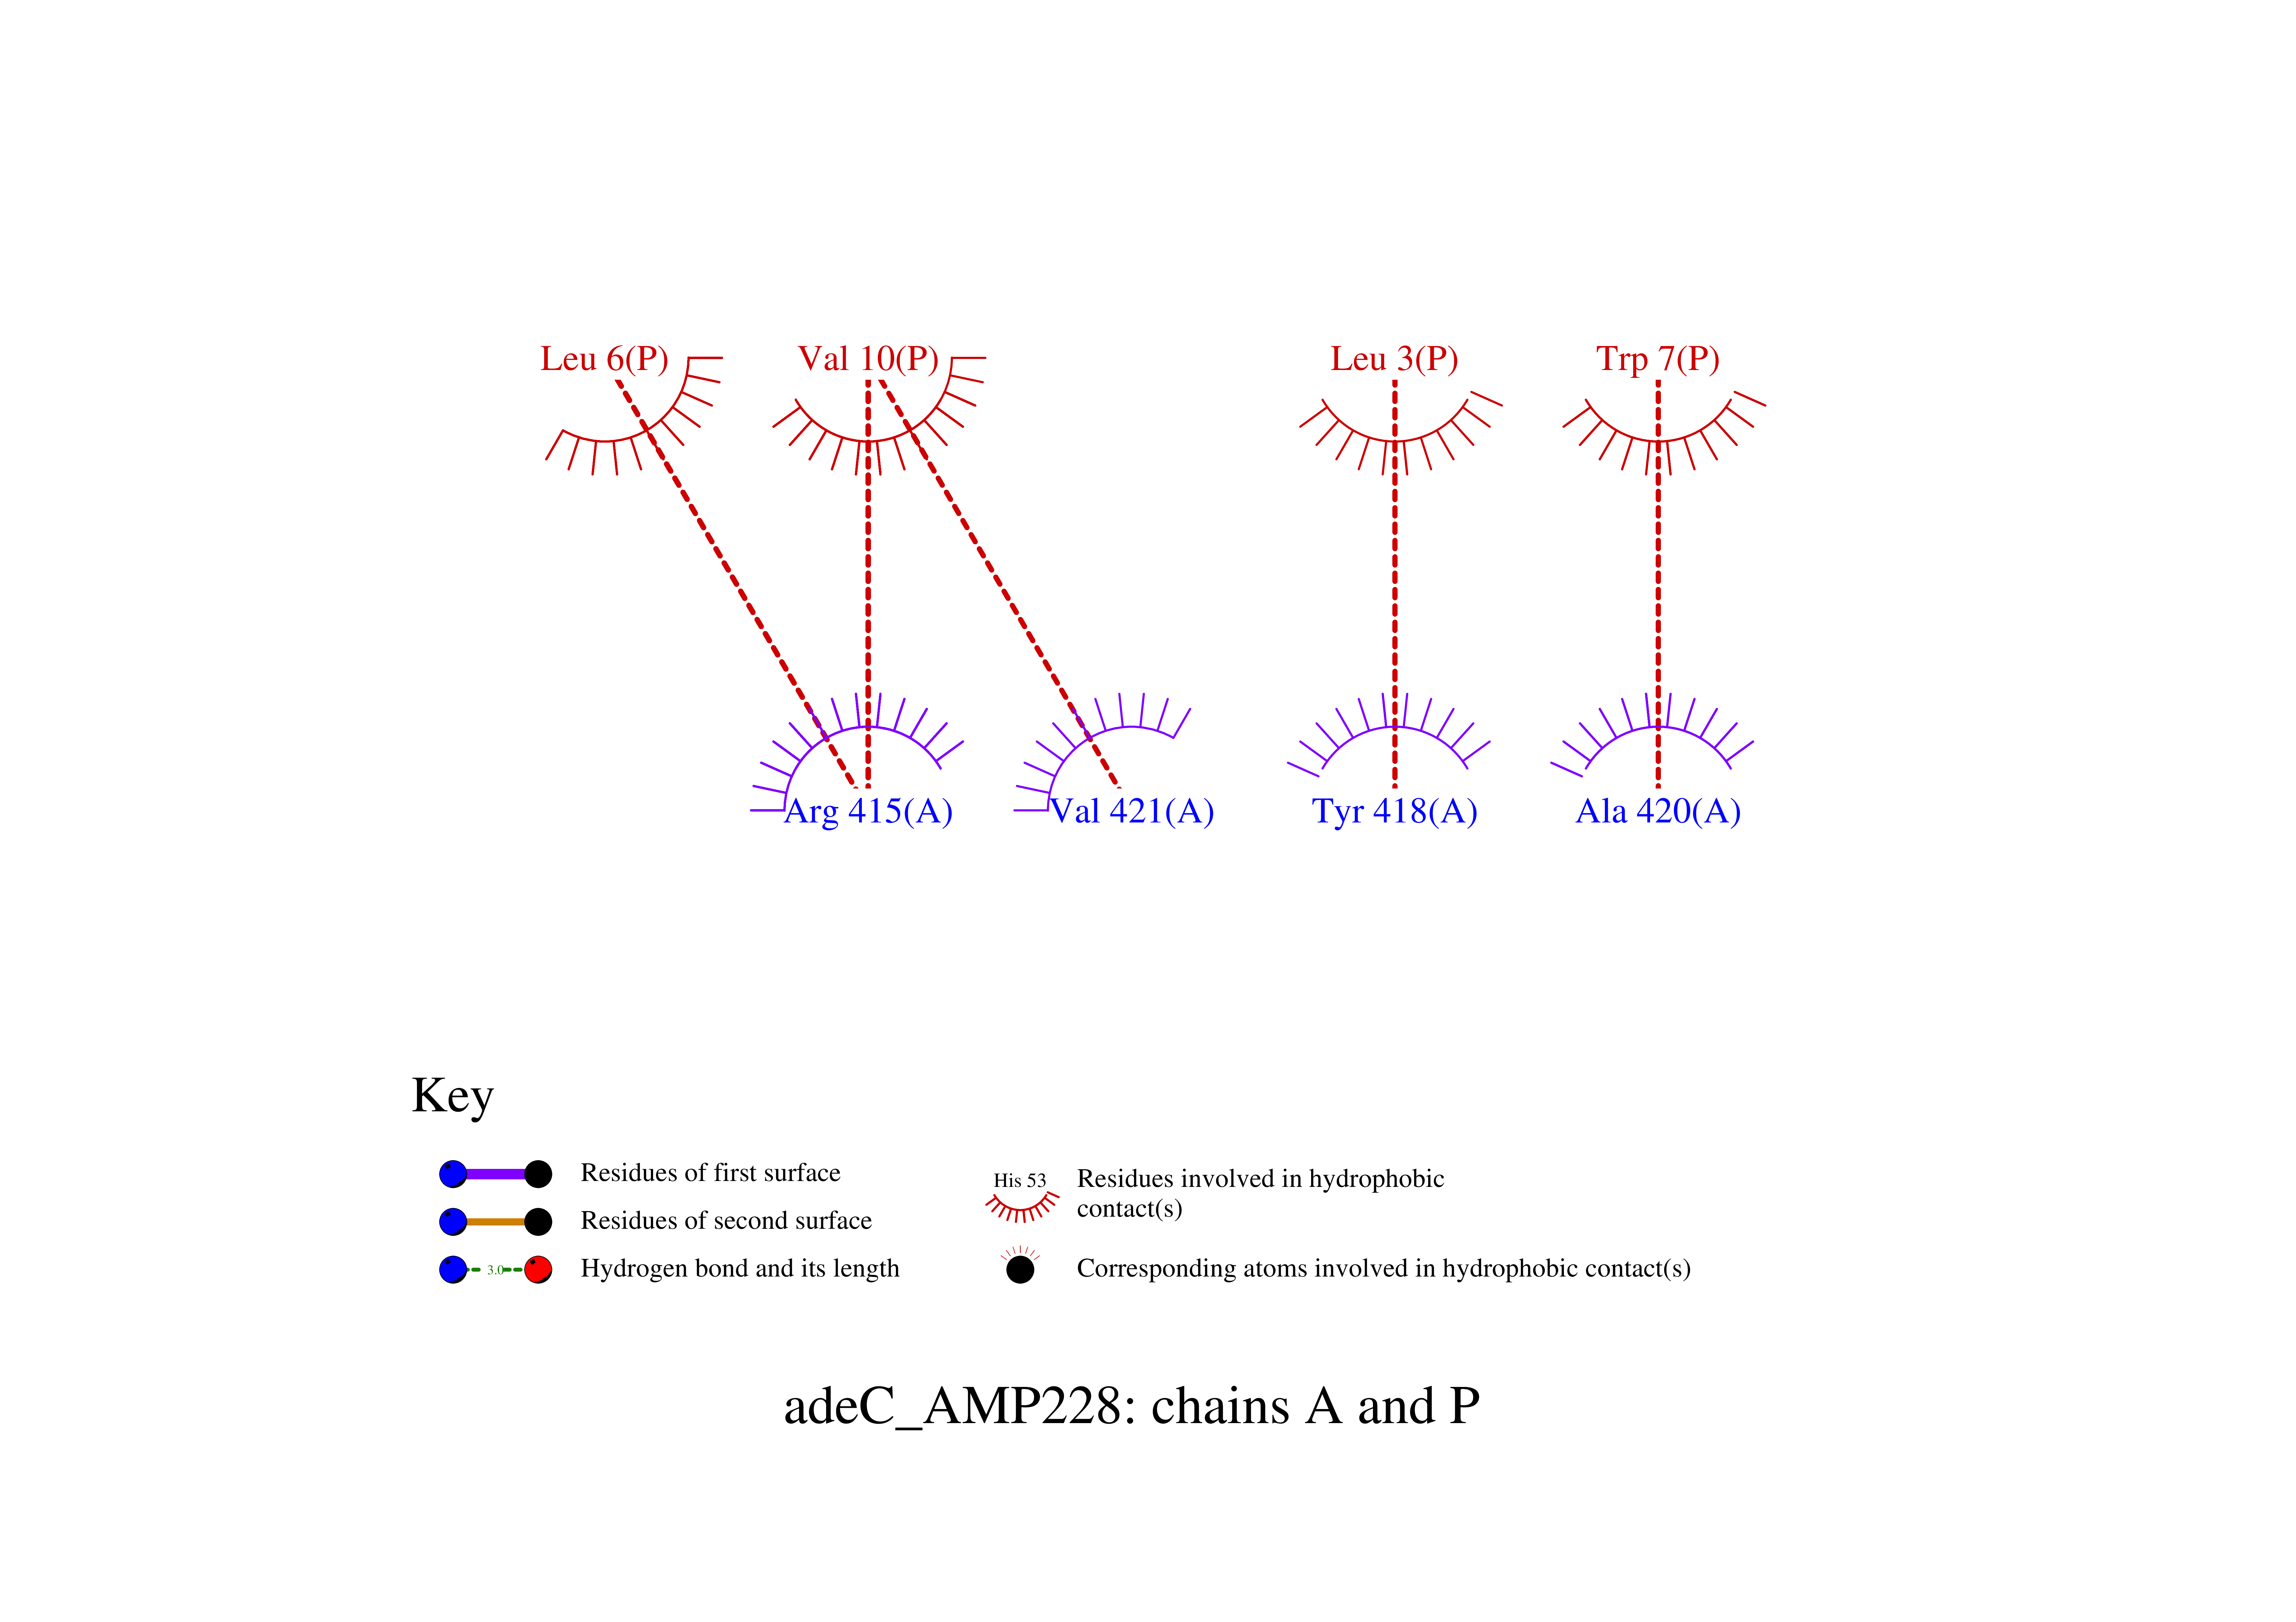 Leu 6(P) Val 10(P) Leu 3(P) Trp 7(P)
Arg 415(A) Val 421(A) Tyr 418(A) Ala 420(A)
Key
Residues of first surface
Residues of second surface
3.0 Hydrogen bond and its length
His 53 Residues involved in hydrophobic
contact(s)
Corresponding atoms involved in hydrophobic contact(s)
adeC_AMP228: chains A and P